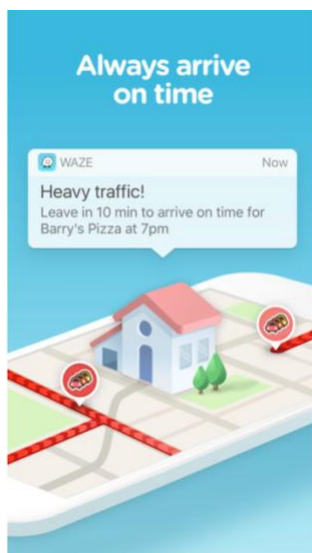 Always arrive
on time
WAZE Now
Heavy traffic!
Leave in 10 min to arrive on time for
Barry's Pizza at 7pm